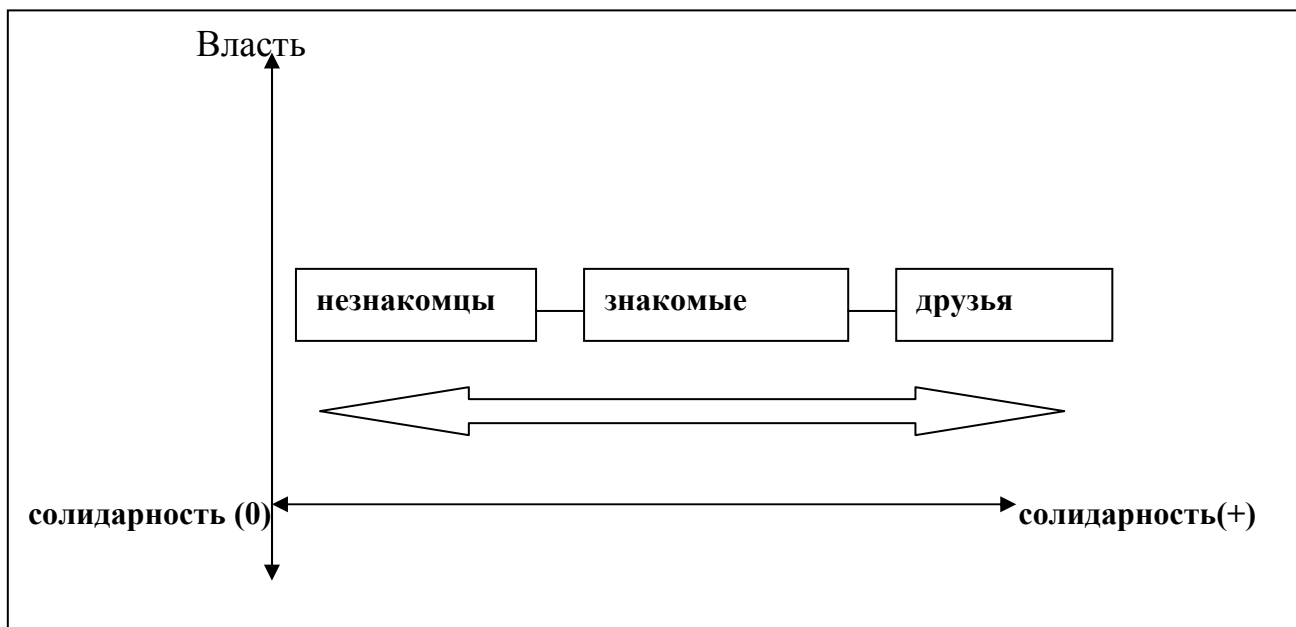 Власть
незнакомцы знакомые друзья
солидарность (0) солидарность(+)